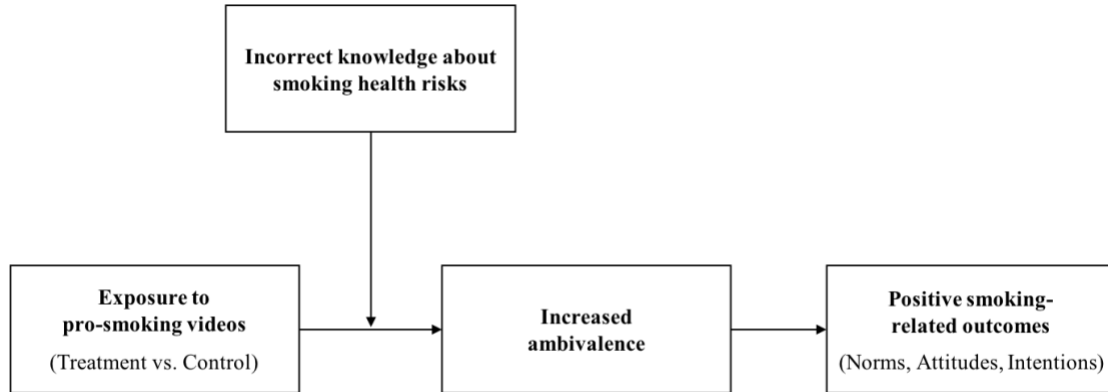 Incorrect knowledge about
smoking health risks
Exposure to
pro-smoking videos
(Treatment vs. Control)
Increased
ambivalence
Positive smoking-
related outcomes
(Norms, Attitudes, Intentions)